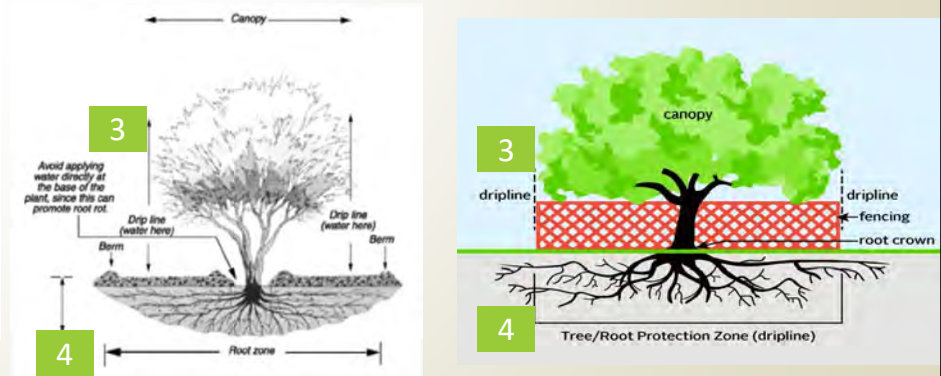 Canopy
3
Avoid applying
water directly at
the base of the
plant, since this can
promote root rot.
Drip line
(water here)
Drip line
(water here)
Berm
Berm
4
Root zone
canopy
3
dripline
dripline
fencing
root crown
4
Tree/Root Protection Zone (dripline)